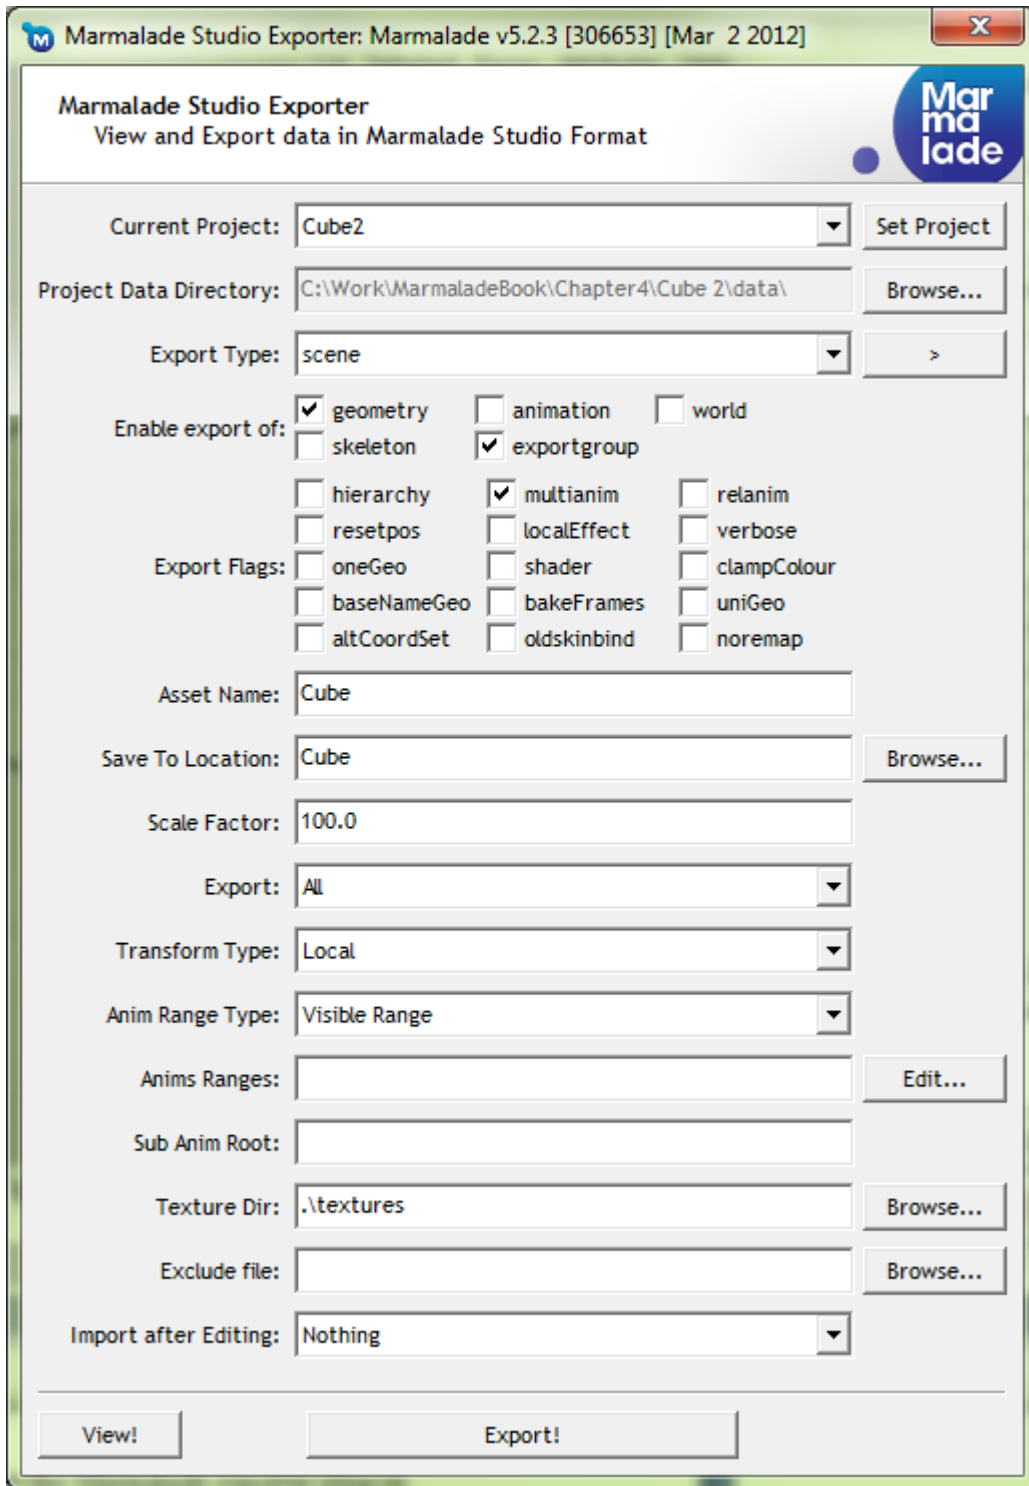 Marmalade Studio Exporter: Marmalade v5.2.3 [306653] [Mar 2 2012]
Marmalade Studio Exporter
View and Export data in Marmalade Studio Format
Mar
ma
lade
Current Project: Cube2 Set Project
Project Data Directory: C:\Work\MarmaladeBook\Chapter4\Cube 2\data\ Browse...
Export Type: scene >
Enable export of:
geometry animation world
skeleton exportgroup
Export Flags:
hierarchy multianim relanim
resetpos localEffect verbose
oneGeo shader clampColour
baseNameGeo bakeFrames uniGeo
altCoordSet oldskinbind noremap
Asset Name: Cube
Save To Location: Cube Browse...
Scale Factor: 100.0
Export: All
Transform Type: Local
Anim Range Type: Visible Range
Anims Ranges: Edit...
Sub Anim Root:
Texture Dir: .\textures Browse...
Exclude file: Browse...
Import after Editing: Nothing
View! Export!